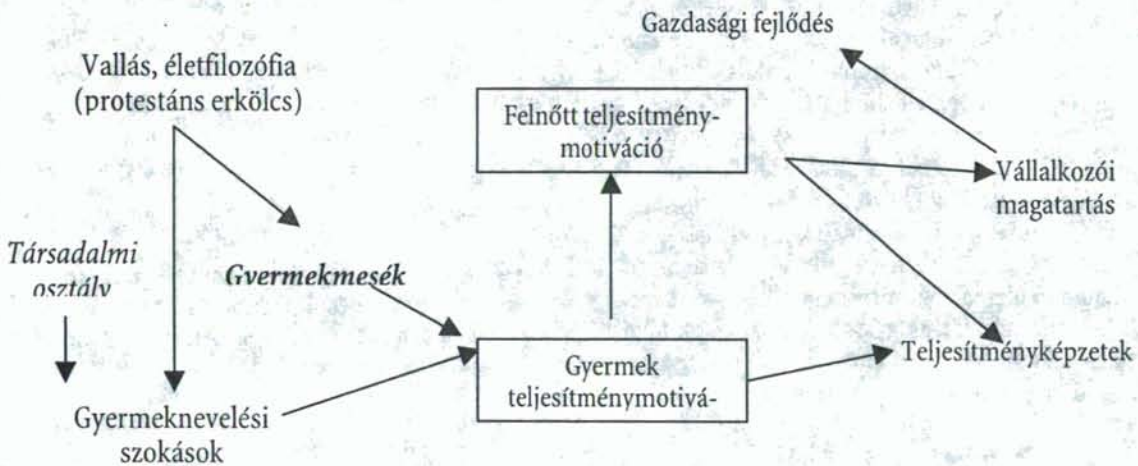 Gazdasági fejlődés
Vallás, életfilozófia
(protestáns erkölcs)
Felnőtt teljesítmény-
motiváció
Vállalkozói
magatartás
Társadalmi
osztály
Gyermekmesék
Gyermek
teljesítménymotivá-
Teljesítményképzetek
Gyermeknevelési
szokások